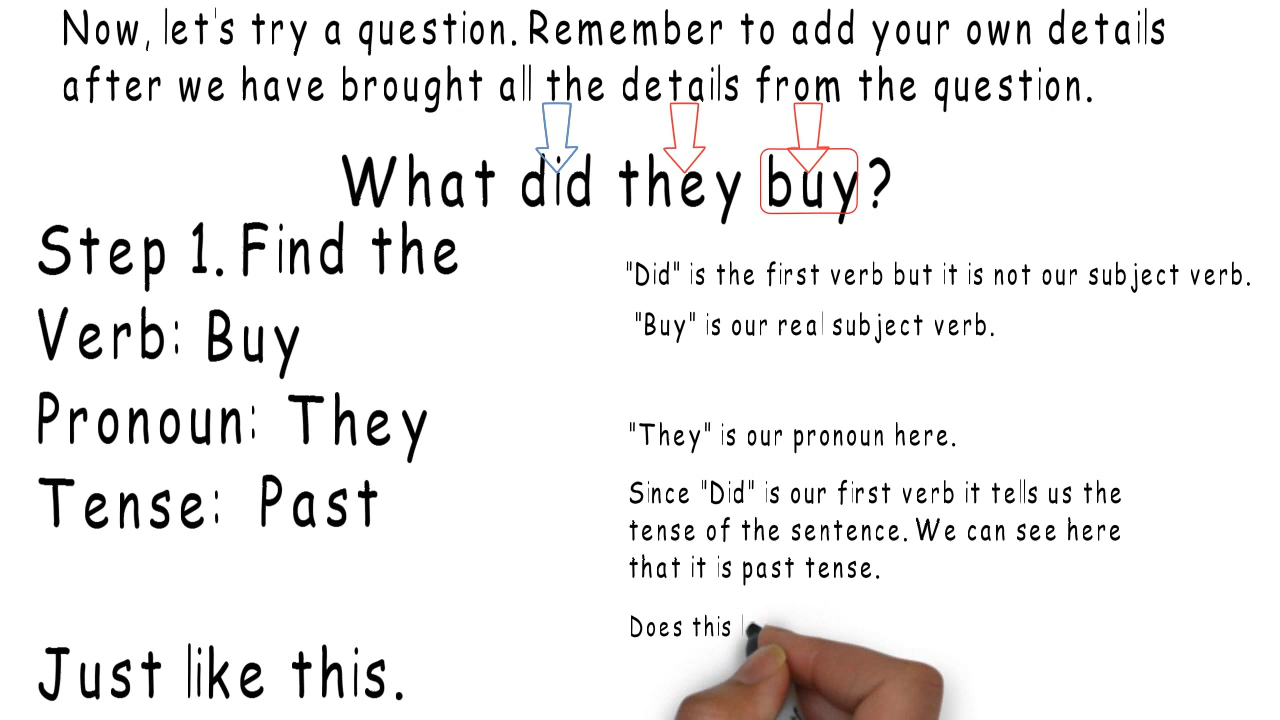 Now, let's try a question. Remember to add your own details
after we have brought all the details from the question.
What did they buy?
Step 1. Find the
Verb: Buy
Pronoun: They
Tense: Past
Just like this.
"Did" is the first verb but it is not our subject verb.
"Buy" is our real subject verb.
"They" is our pronoun here.
Since "Did" is our first verb it tells us the
tense of the sentence. We can see here
that it is past tense.
Does this